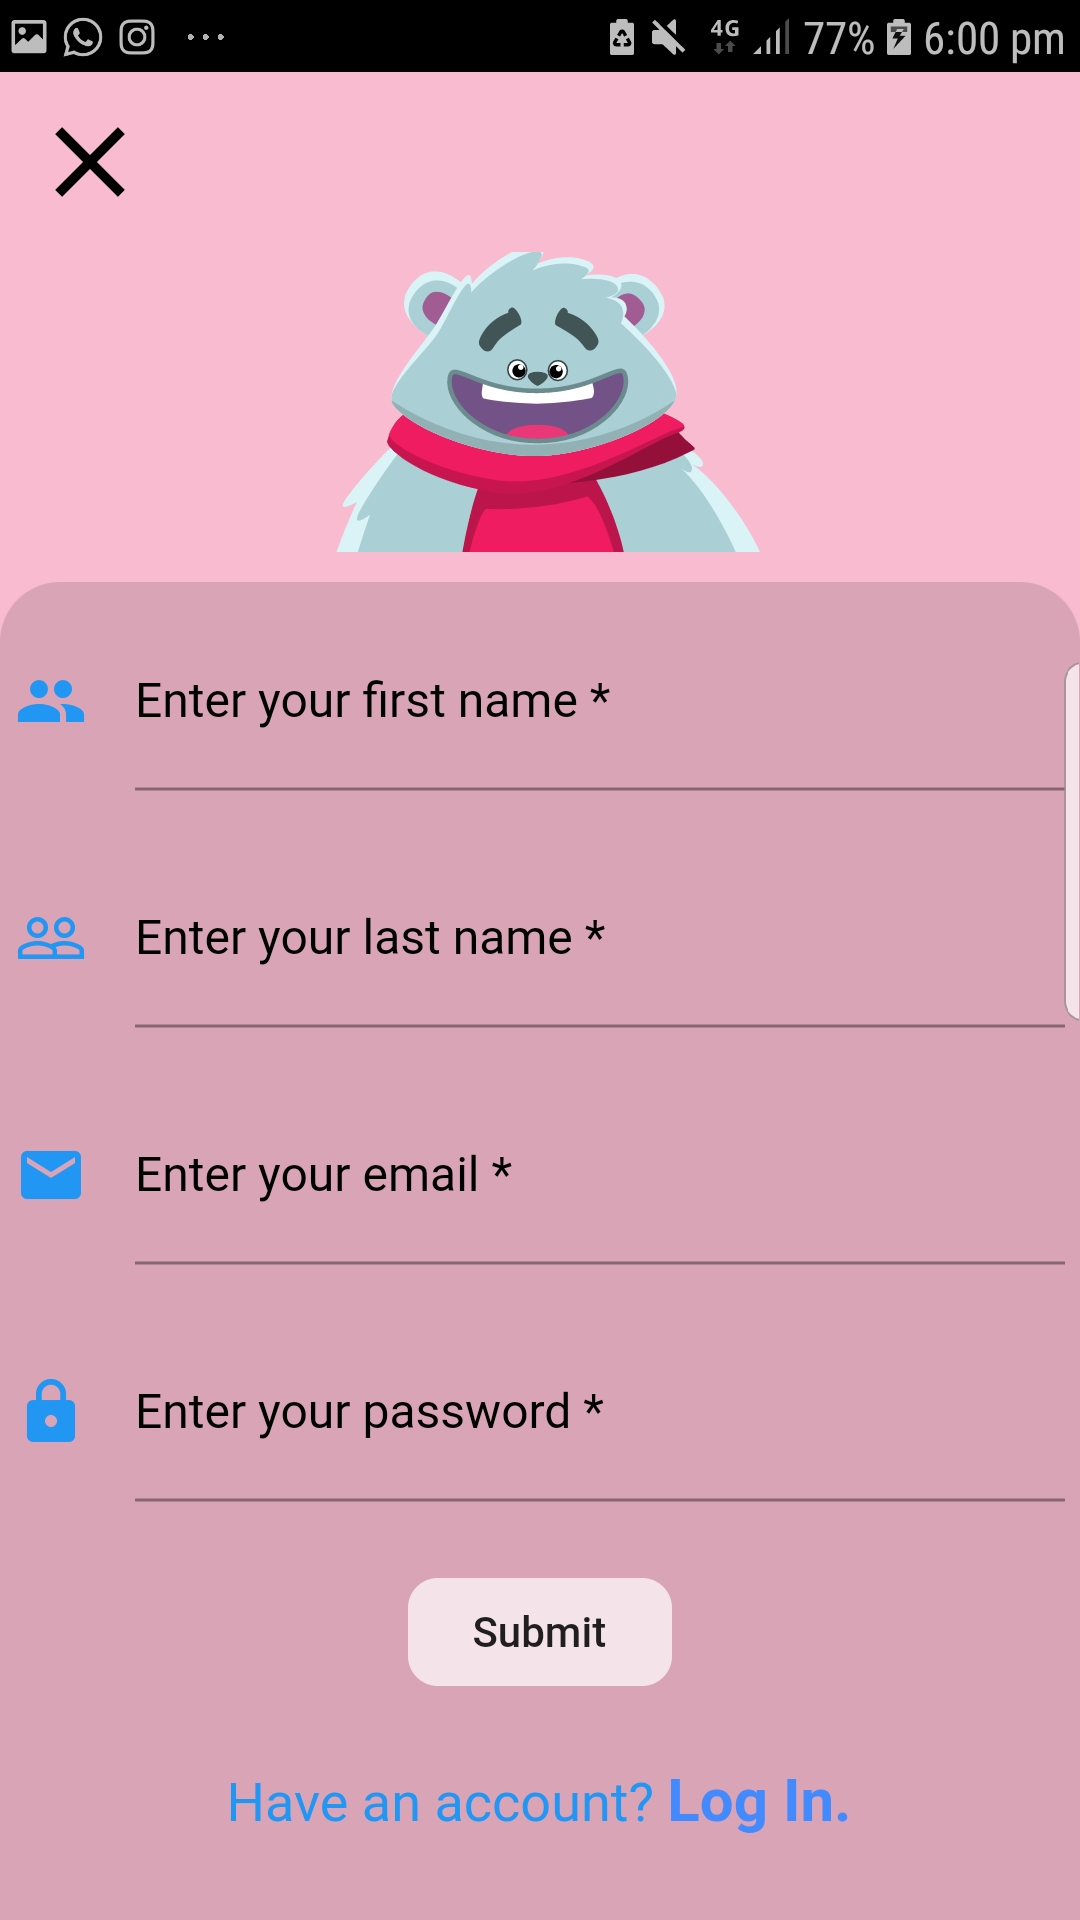 4G 77% 6:00 pm
Enter your first name *
Enter your last name *
Enter your email *
Enter your password *
Submit
Have an account? Log In.